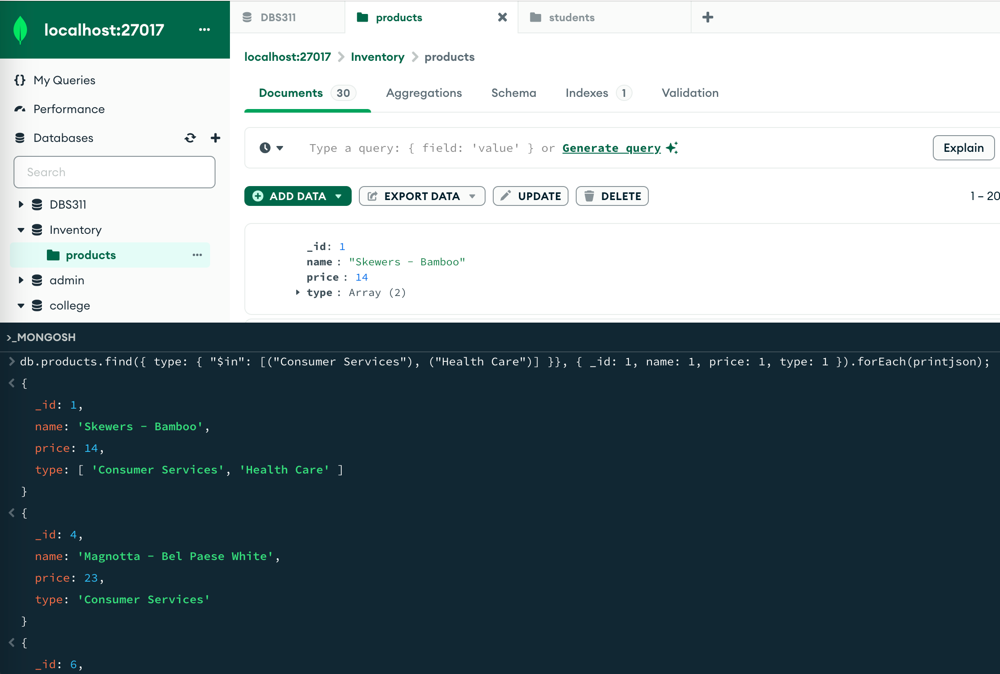 localhost:27017 ...
DBS311 products students
localhost:27017 > Inventory > products
My Queries
Performance
Databases
Search
DBS311
Inventory
products
admin
college
Documents 30 Aggregations Schema Indexes 1 Validation
Type a query: { field: 'value' } or Generate query
Explain
ADD DATA EXPORT DATA UPDATE DELETE
1 – 20
_id: 1
name : "Skewers - Bamboo"
price : 14
type : Array (2)
>_MONGOSH
> db.products.find({ type: { "$in": [("Consumer Services"), ("Health Care")] }}, { _id: 1, name: 1, price: 1, type: 1 }).forEach(printjson);
< {
_id: 1,
name: 'Skewers - Bamboo',
price: 14,
type: [ 'Consumer Services', 'Health Care' ]
}
< {
_id: 4,
name: 'Magnotta - Bel Paese White',
price: 23,
type: 'Consumer Services'
}
< {
_id: 6,